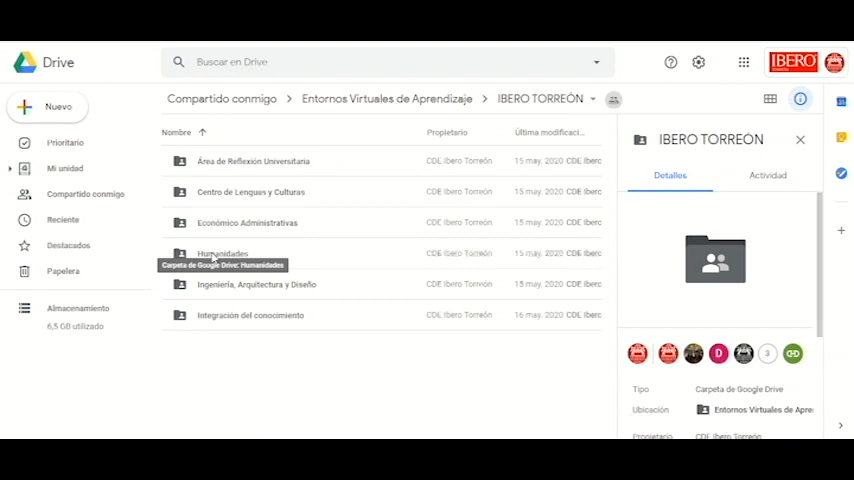 Drive
Buscar en Drive
IBERO
TORREÓN
Nuevo
Compartido conmigo > Entornos Virtuales de Aprendizaje > IBERO TORREÓN
Prioritario
Mi unidad
Compartido conmigo
Reciente
Destacados
Papelera
Almacenamiento
6,5 GB utilizado
Nombre Propietario Última modificaci...
Área de Reflexión Universitaria CDE Ibero Torreón 15 may. 2020 CDE Iberc
Centro de Lenguas y Culturas CDE Ibero Torreón 15 may. 2020 CDE Iberc
Económico Administrativas CDE Ibero Torreón 15 may. 2020 CDE Iberc
Humanidades CDE Ibero Torreón 15 may. 2020 CDE Iberc
Carpeta de Google Drive: Humanidades
Ingeniería, Arquitectura y Diseño CDE Ibero Torreón 15 may. 2020 CDE Iberc
Integración del conocimiento CDE Ibero Torreón 16 may. 2020 CDE Iberc
IBERO TORREÓN
Detalles Actividad
D 3
Tipo Carpeta de Google Drive
Ubicación Entornos Virtuales de Apre
Propietario CDE Ibero Torreón